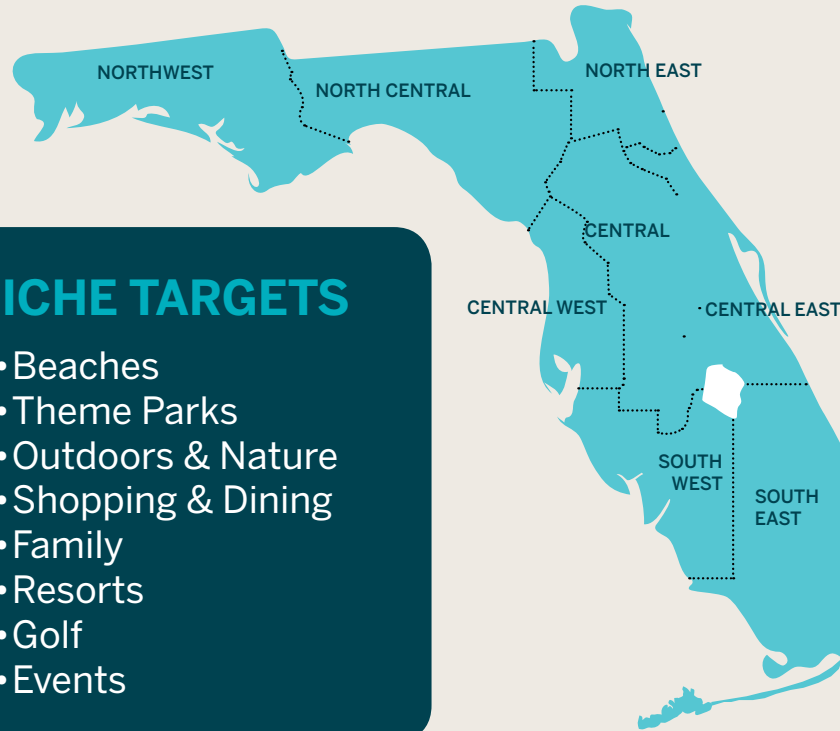 NORTHWEST
NORTH CENTRAL
NORTH EAST
CENTRAL
CENTRAL WEST
CENTRAL EAST
SOUTH
WEST
SOUTH
EAST
ICHE TARGETS
•Beaches
•Theme Parks
•Outdoors & Nature
•Shopping & Dining
•Family
•Resorts
•Golf
•Events